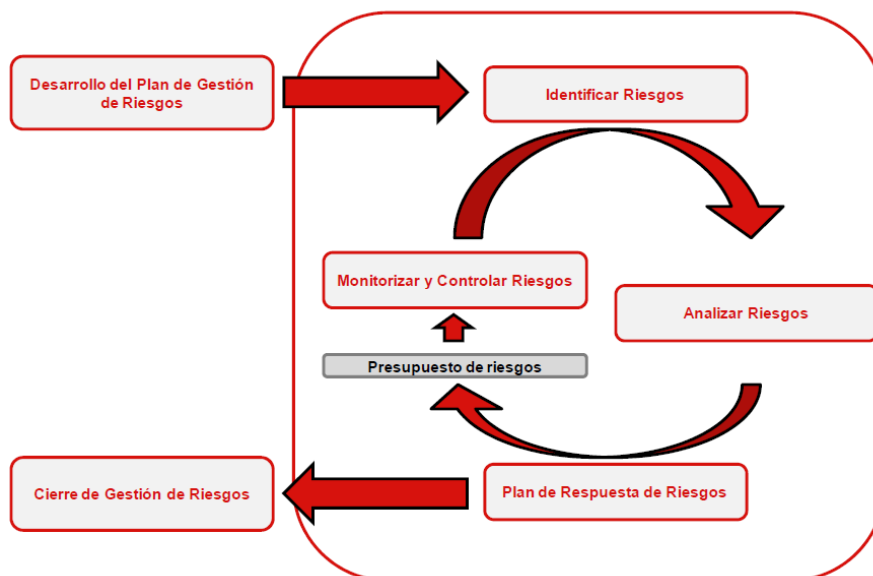 Desarrollo del Plan de Gestión
de Riesgos
Identificar Riesgos
Monitorizar y Controlar Riesgos
Analizar Riesgos
Presupuesto de riesgos
Cierre de Gestión de Riesgos
Plan de Respuesta de Riesgos